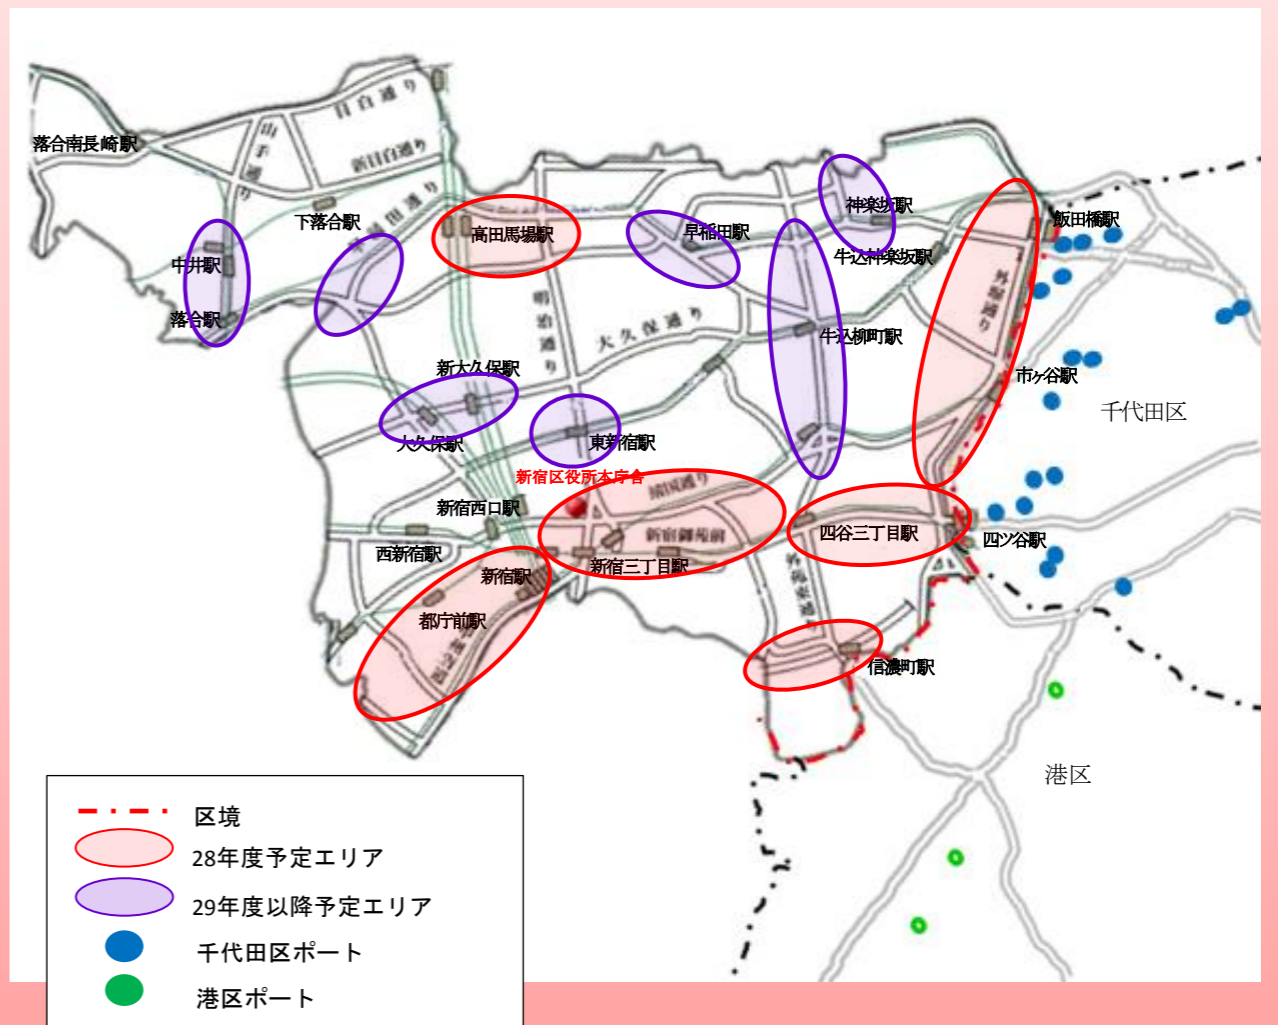 目白通り
山手通り
落合南長崎駅
新目白通り
下落合駅
高田馬場駅
早稲田駅
神楽坂駅
飯田橋駅
牛込神楽坂駅
中井駅
外堀通り
落合駅
明治通り
大久保通り
牛込柳町駅
新大久保駅
市ヶ谷駅
千代田区
大久保駅
東新宿駅
新宿区役所本庁舎
靖国通り
新宿西口駅
四谷三丁目駅
四ツ谷駅
西新宿駅
新宿三丁目駅
新宿駅
外苑東通り
都庁前駅
甲州街道
信濃町駅
港区
区境
28年度予定エリア
29年度以降予定エリア
千代田区ポート
港区ポート